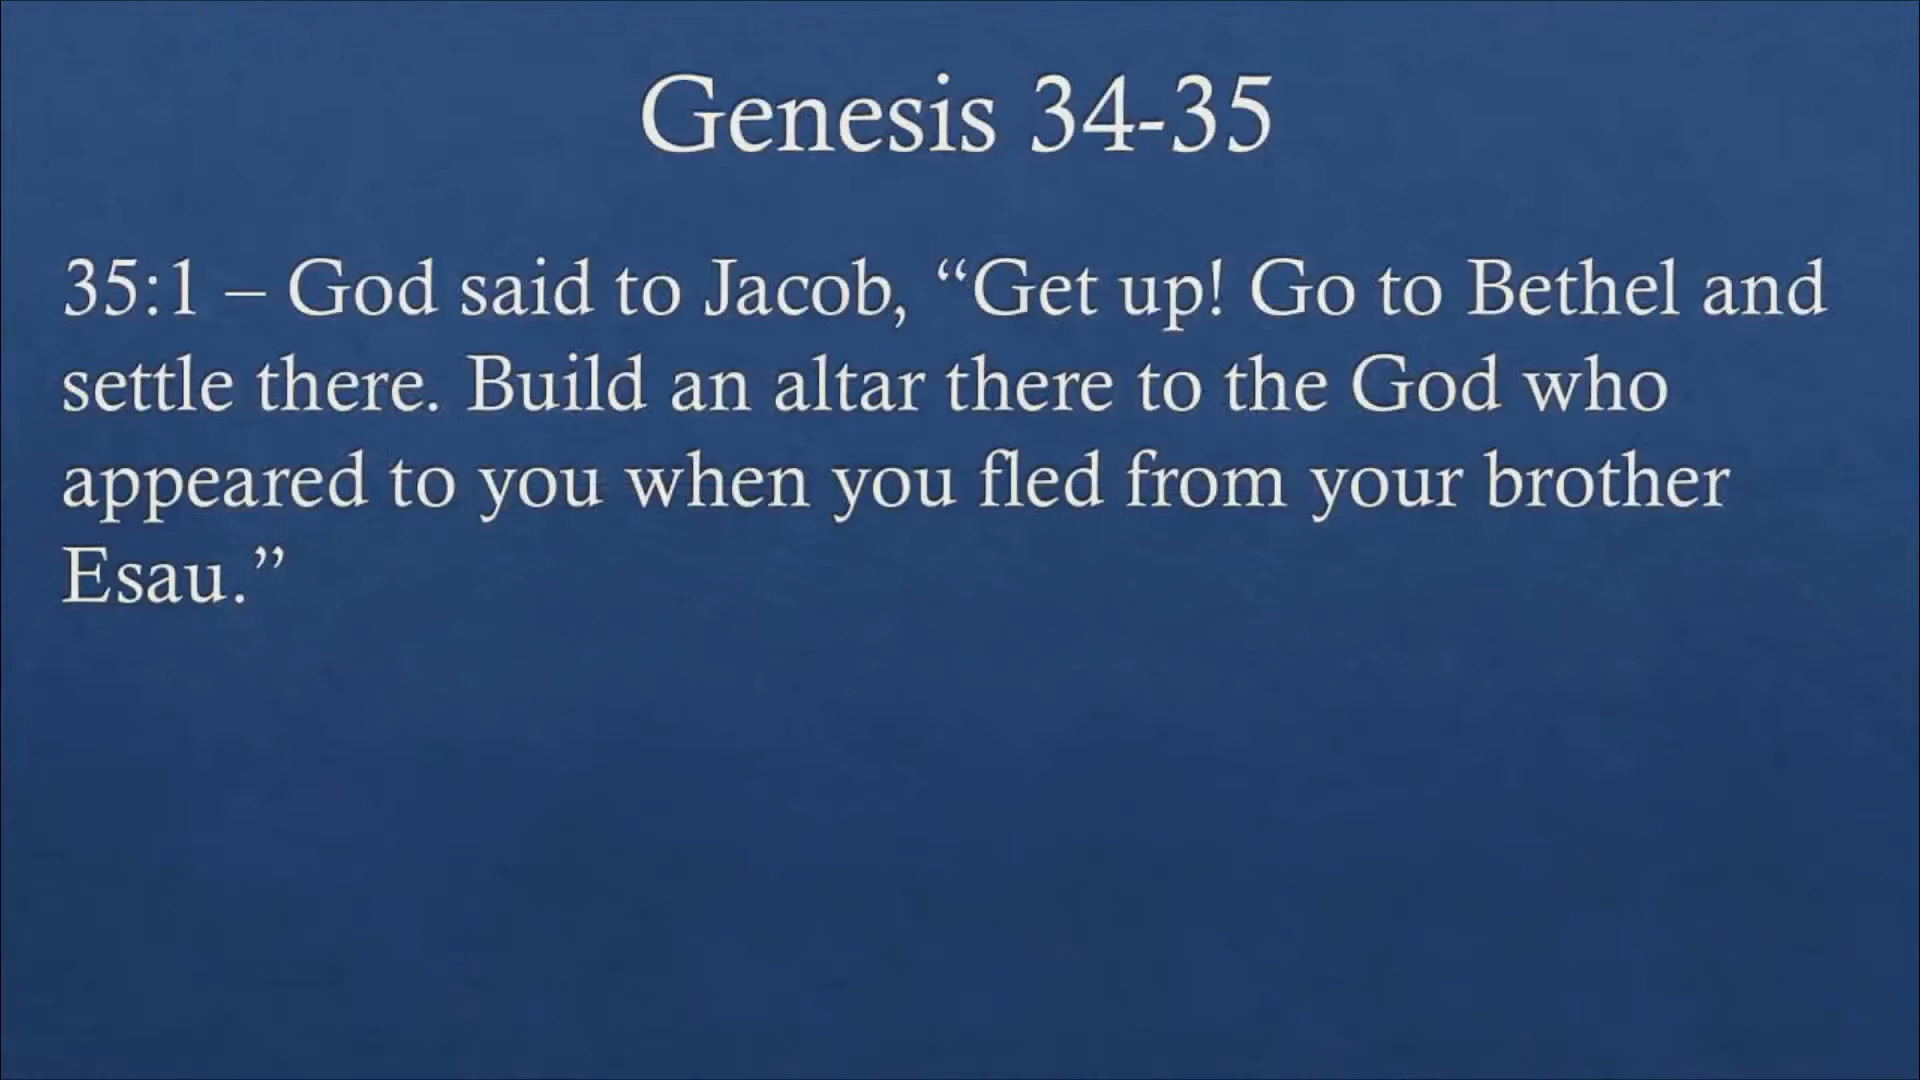 Genesis 34-35
35:1 – God said to Jacob, “Get up! Go to Bethel and
settle there. Build an altar there to the God who
appeared to you when you fled from your brother
Esau.”